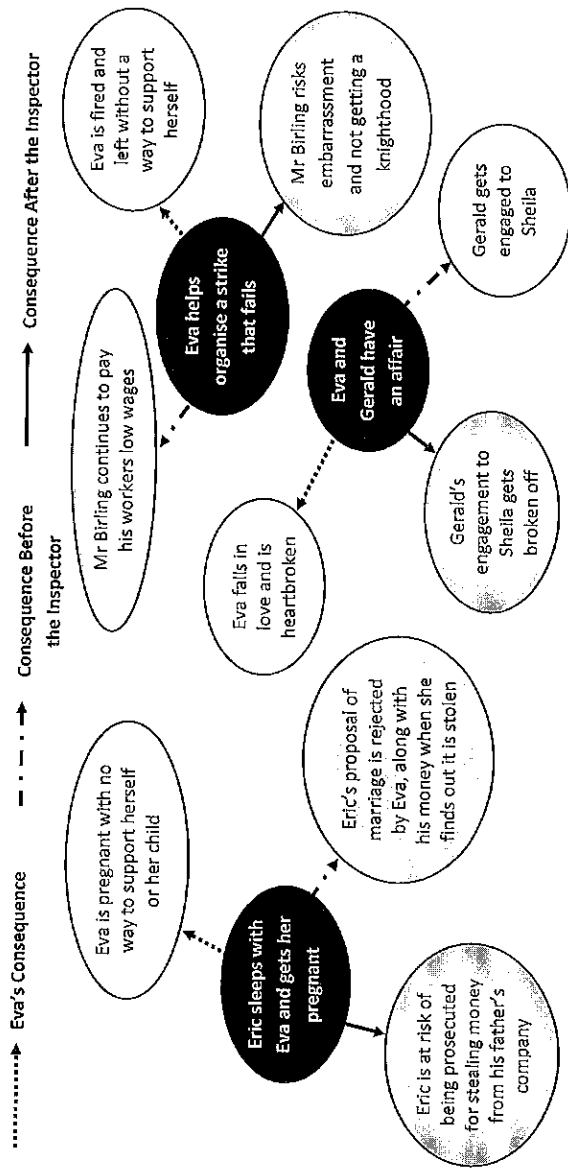 Eva's Consequence
Consequence Before
the Inspector
Consequence After the Inspector
Eva is pregnant with no
way to support herself
or her child
Eric sleeps with
Eva and gets her
pregnant
Eric's proposal of
marriage is rejected
by Eva, along with
his money when she
finds out it is stolen
Eric is at risk of
being prosecuted
for stealing money
from his father's
company
Mr Birling continues to pay
his workers low wages
Eva is fired and
left without a
way to support
herself
Eva helps
organise a strike
that fails
Mr Birling risks
embarrassment
and not getting a
knighthood
Eva falls in
love and is
heartbroken
Eva and
Gerald have
an affair
Gerald's
engagement to
Sheila gets
broken off
Gerald gets
engaged to
Sheila